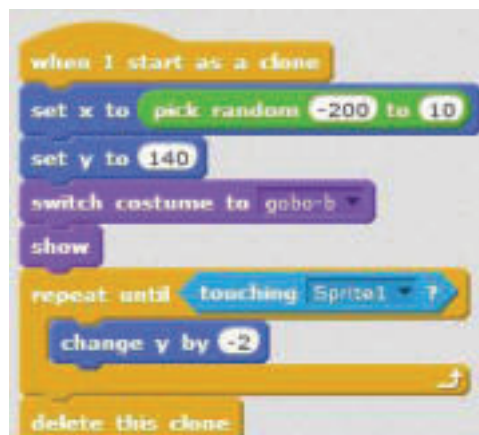 when I start as a clone
set x to pick random -200 to 10
set y to 140
switch costume to gobo-b
show
repeat until touching Sprite1 ?
change y by -2
delete this clone